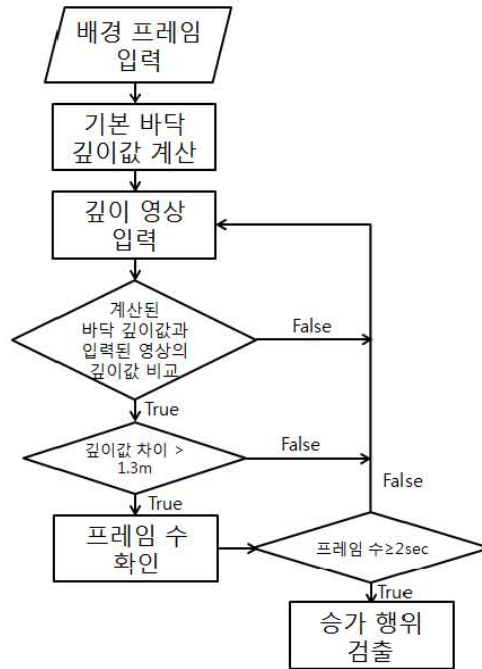 배경 프레임
입력
기본 바닥
깊이값 계산
깊이 영상
입력
계산된
바닥 깊이값과
입력된 영상의
깊이값 비교
False
True
깊이값 차이 >
1.3m
False
True
False
프레임 수
확인
프레임 수≥2sec
True
승가 행위
검출